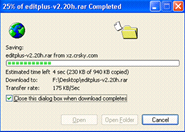 25% of editplus-v2.20h.rar Completed
Saving:
editplus-v2.20h.rar from xz.crsky.com
Estimated time left 4 sec (230 KB of 940 KB copied)
Download to: F:\Desktop\editplus-v2.20h.rar
Transfer rate: 175 KB/Sec
Close this dialog box when download completes
Open Open Folder Cancel